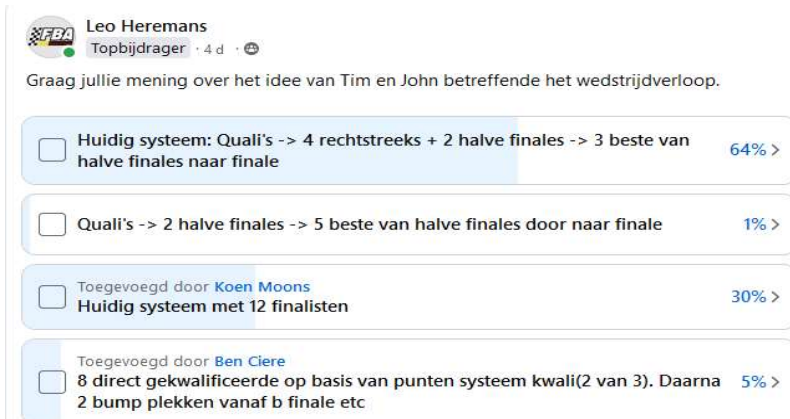 FBA
Leo Heremans
Topbijdrager · 4 d ·
Graag jullie mening over het idee van Tim en John betreffende het wedstrijdverloop.
Huidig systeem: Quali's -> 4 rechtstreeks + 2 halve finales -> 3 beste van
halve finales naar finale
64% >
Quali's -> 2 halve finales -> 5 beste van halve finales door naar finale
1% >
Toegevoegd door Koen Moons
Huidig systeem met 12 finalisten
30% >
Toegevoegd door Ben Ciere
8 direct gekwalificeerde op basis van punten systeem kwali(2 van 3). Daarna
2 bump plekken vanaf b finale etc
5% >